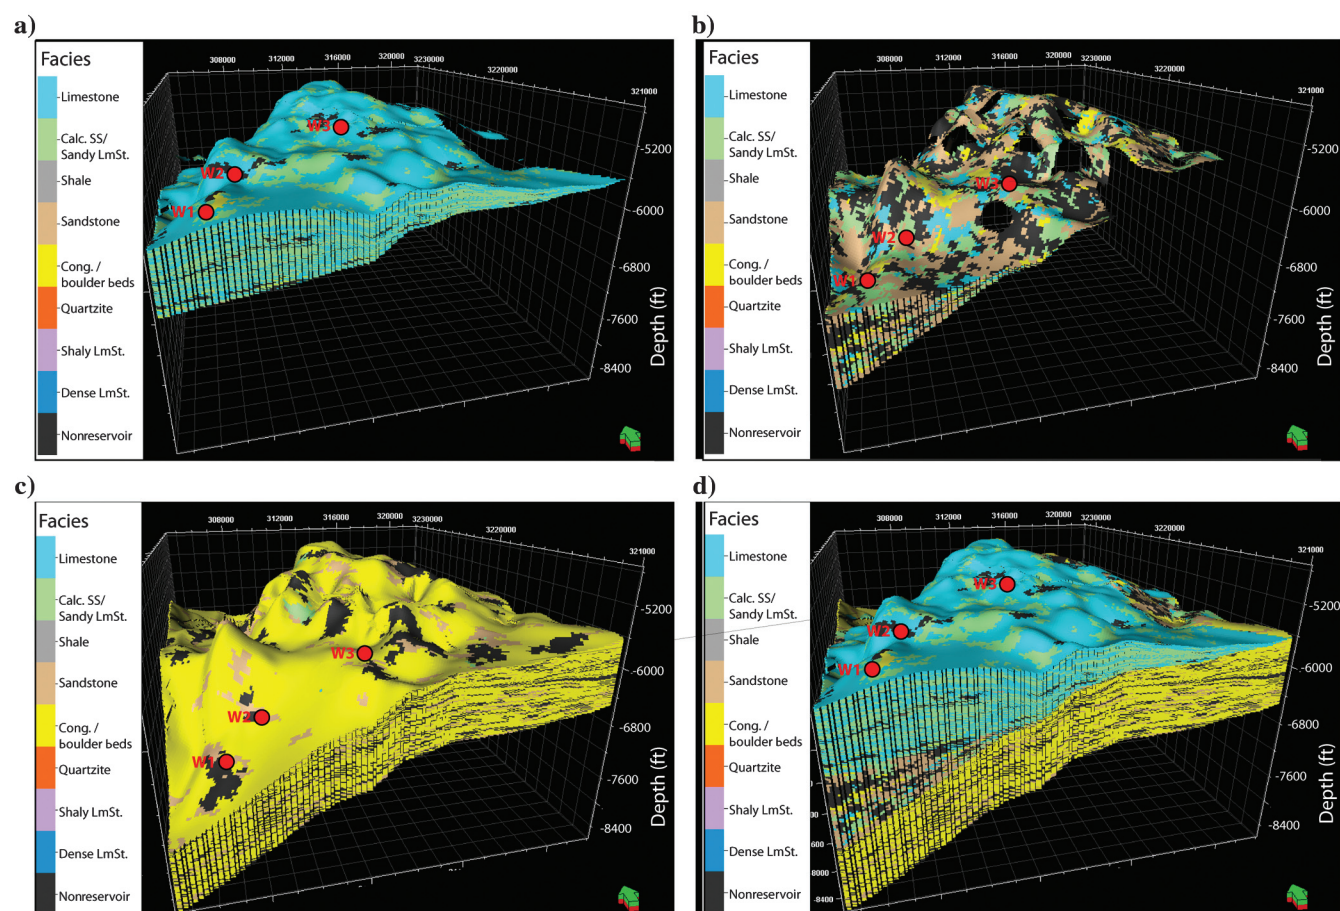 a)
Facies
Limestone
Calc. SS/
Sandy LmSt.
Shale
Sandstone
Cong. /
boulder beds
Quartzite
Shaly LmSt.
Dense LmSt.
Nonreservoir
308000
312000
316000
320000
3230000
3220000
321000
-5200
-6000
-6800
-7600
-8400
Depth (ft)
W3
W2
W1
b)
Facies
Limestone
Calc. SS/
Sandy LmSt.
Shale
Sandstone
Cong. /
boulder beds
Quartzite
Shaly LmSt.
Dense LmSt.
Nonreservoir
308000
312000
316000
320000
3230000
3220000
321000
-5200
-6000
-6800
-7600
-8400
Depth (ft)
W3
W2
W1
c)
Facies
Limestone
Calc. SS/
Sandy LmSt.
Shale
Sandstone
Cong. /
boulder beds
Quartzite
Shaly LmSt.
Dense LmSt.
Nonreservoir
308000
312000
316000
320000
3230000
3220000
321000
-5200
-6000
-6800
-7600
-8400
Depth (ft)
W3
W2
W1
d)
Facies
Limestone
Calc. SS/
Sandy LmSt.
Shale
Sandstone
Cong. /
boulder beds
Quartzite
Shaly LmSt.
Dense LmSt.
Nonreservoir
308000
312000
316000
320000
3230000
3220000
321000
-5200
-6000
-6800
-7600
-8400
Depth (ft)
W3
W2
W1
-8400